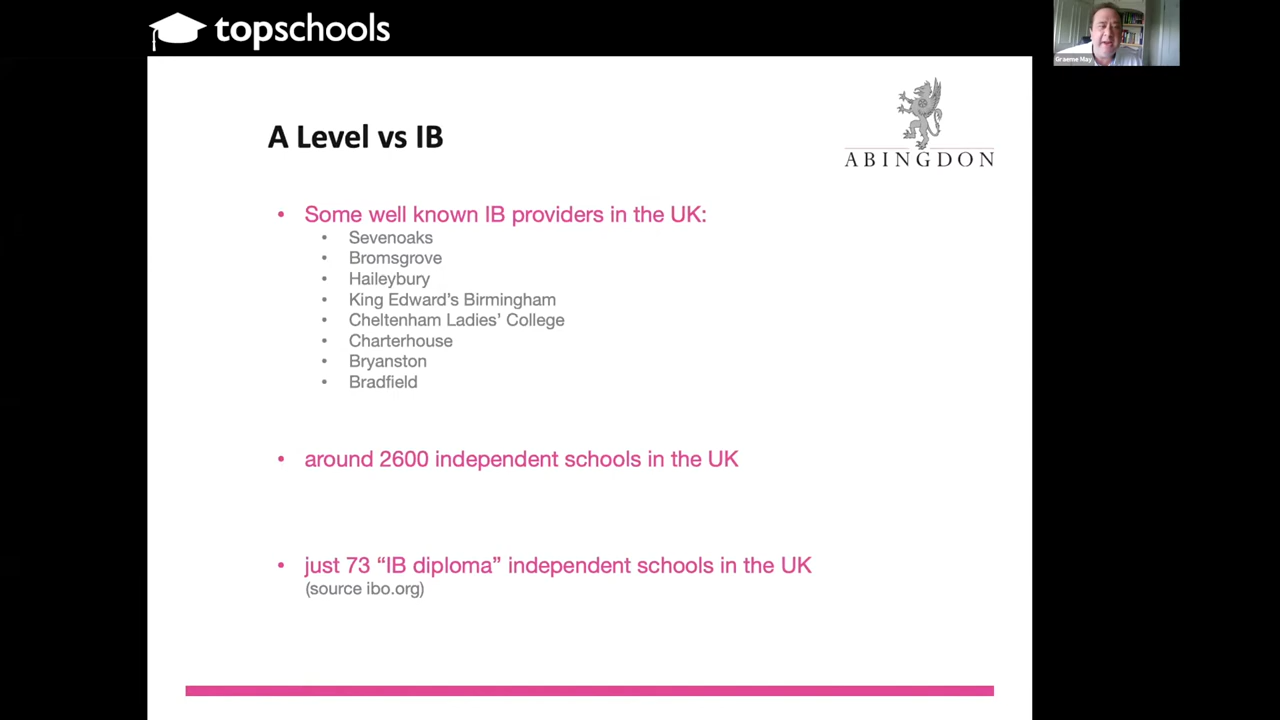 topschools
Graeme May
A Level vs IB
ABINGDON
• Some well known IB providers in the UK:
• Sevenoaks
• Bromsgrove
• Haileybury
• King Edward’s Birmingham
• Cheltenham Ladies’ College
• Charterhouse
• Bryanston
• Bradfield
• around 2600 independent schools in the UK
• just 73 “IB diploma” independent schools in the UK
(source ibo.org)